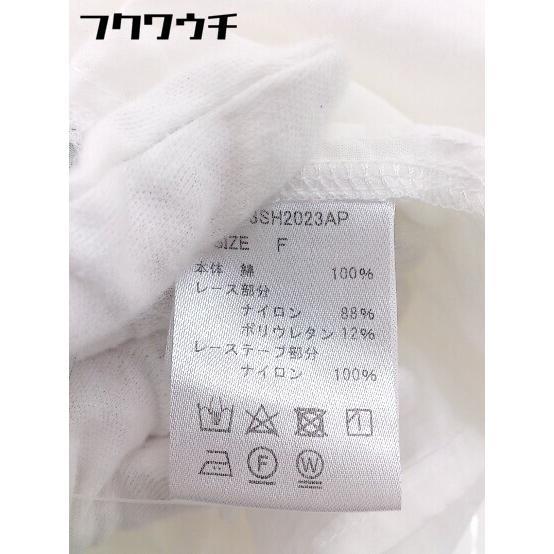 フクワウチ
SSH2023AP
SIZE F
本体 綿 100%
レース部分
ナイロン 88%
ポリウレタン 12%
レーステープ部分
ナイロン 100%
F
W